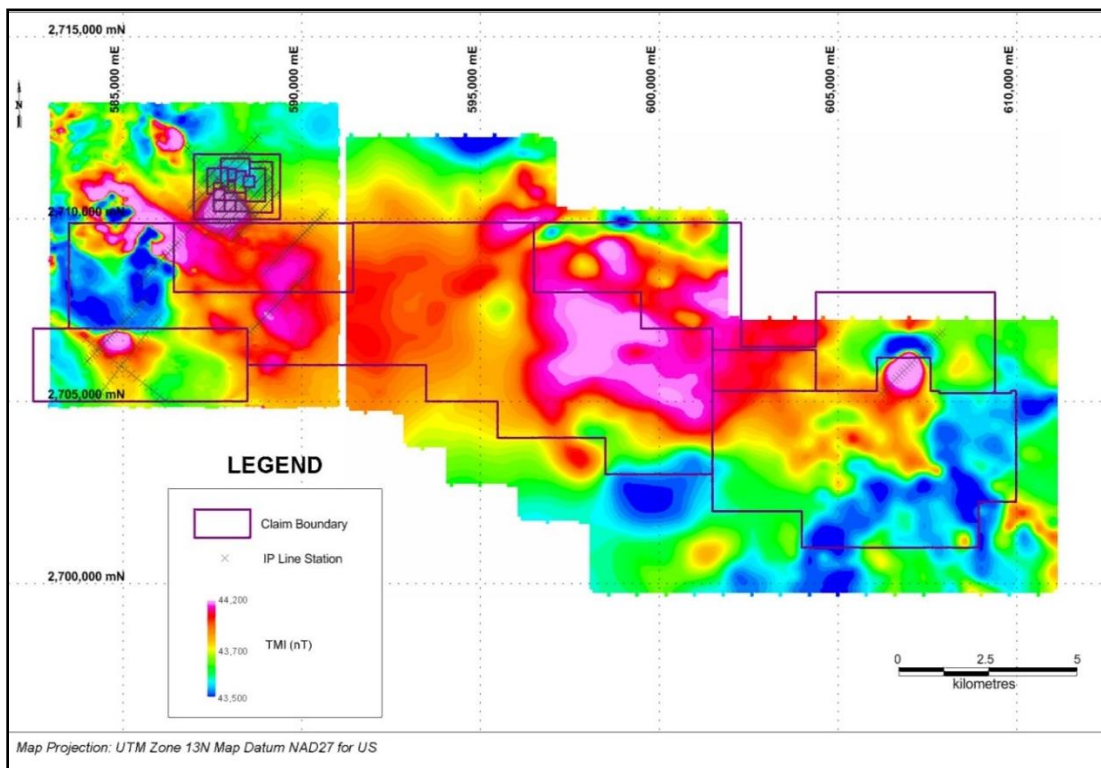 2,715,000 mN
585,000 mE
590,000 mE
595,000 mE
600,000 mE
605,000 mE
610,000 mE
N
2,710,000 mN
2,705,000 mN
LEGEND
Claim Boundary
IP Line Station
44,200
43,700
43,500
TMI (nT)
2,700,000 mN
0 2.5 5
kilometres
Map Projection: UTM Zone 13N Map Datum NAD27 for US